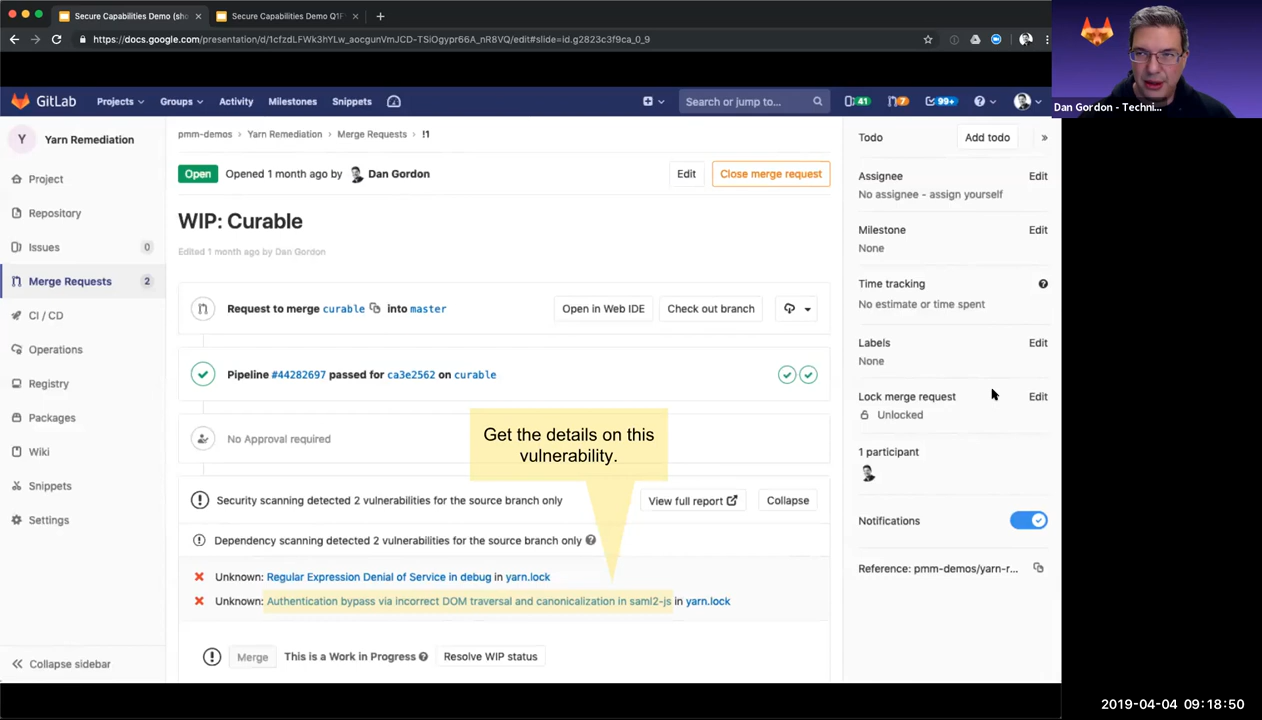 Secure Capabilities Demo (sho
Secure Capabilities Demo Q1F
https://docs.google.com/presentation/d/1cfzdLFWk3hYLw_aocgunVmJCD-TSiOgypr66A_nR8VQ/edit#slide=id.g2823c3f9ca_0_9
Dan Gordon - Techni...
GitLab
Projects
Groups
Activity
Milestones
Snippets
Search or jump to...
41
7
99+
Y
Yarn Remediation
Project
Repository
Issues 0
Merge Requests 2
CI / CD
Operations
Registry
Packages
Wiki
Snippets
Settings
Collapse sidebar
pmm-demos > Yarn Remediation > Merge Requests > !1
Open
Opened 1 month ago by Dan Gordon
Edit
Close merge request
WIP: Curable
Edited 1 month ago by Dan Gordon
Request to merge curable into master
Open in Web IDE
Check out branch
Pipeline #44282697 passed for ca3e2562 on curable
No Approval required
Get the details on this
vulnerability.
Security scanning detected 2 vulnerabilities for the source branch only
View full report
Collapse
Dependency scanning detected 2 vulnerabilities for the source branch only
Unknown: Regular Expression Denial of Service in debug in yarn.lock
Unknown: Authentication bypass via incorrect DOM traversal and canonicalization in saml2-js in yarn.lock
Merge
This is a Work in Progress
Resolve WIP status
Todo
Add todo
Assignee
Edit
No assignee - assign yourself
Milestone
Edit
None
Time tracking
No estimate or time spent
Labels
Edit
None
Lock merge request
Edit
Unlocked
1 participant
Notifications
Reference: pmm-demos/yarn-r...
2019-04-04 09:18:50